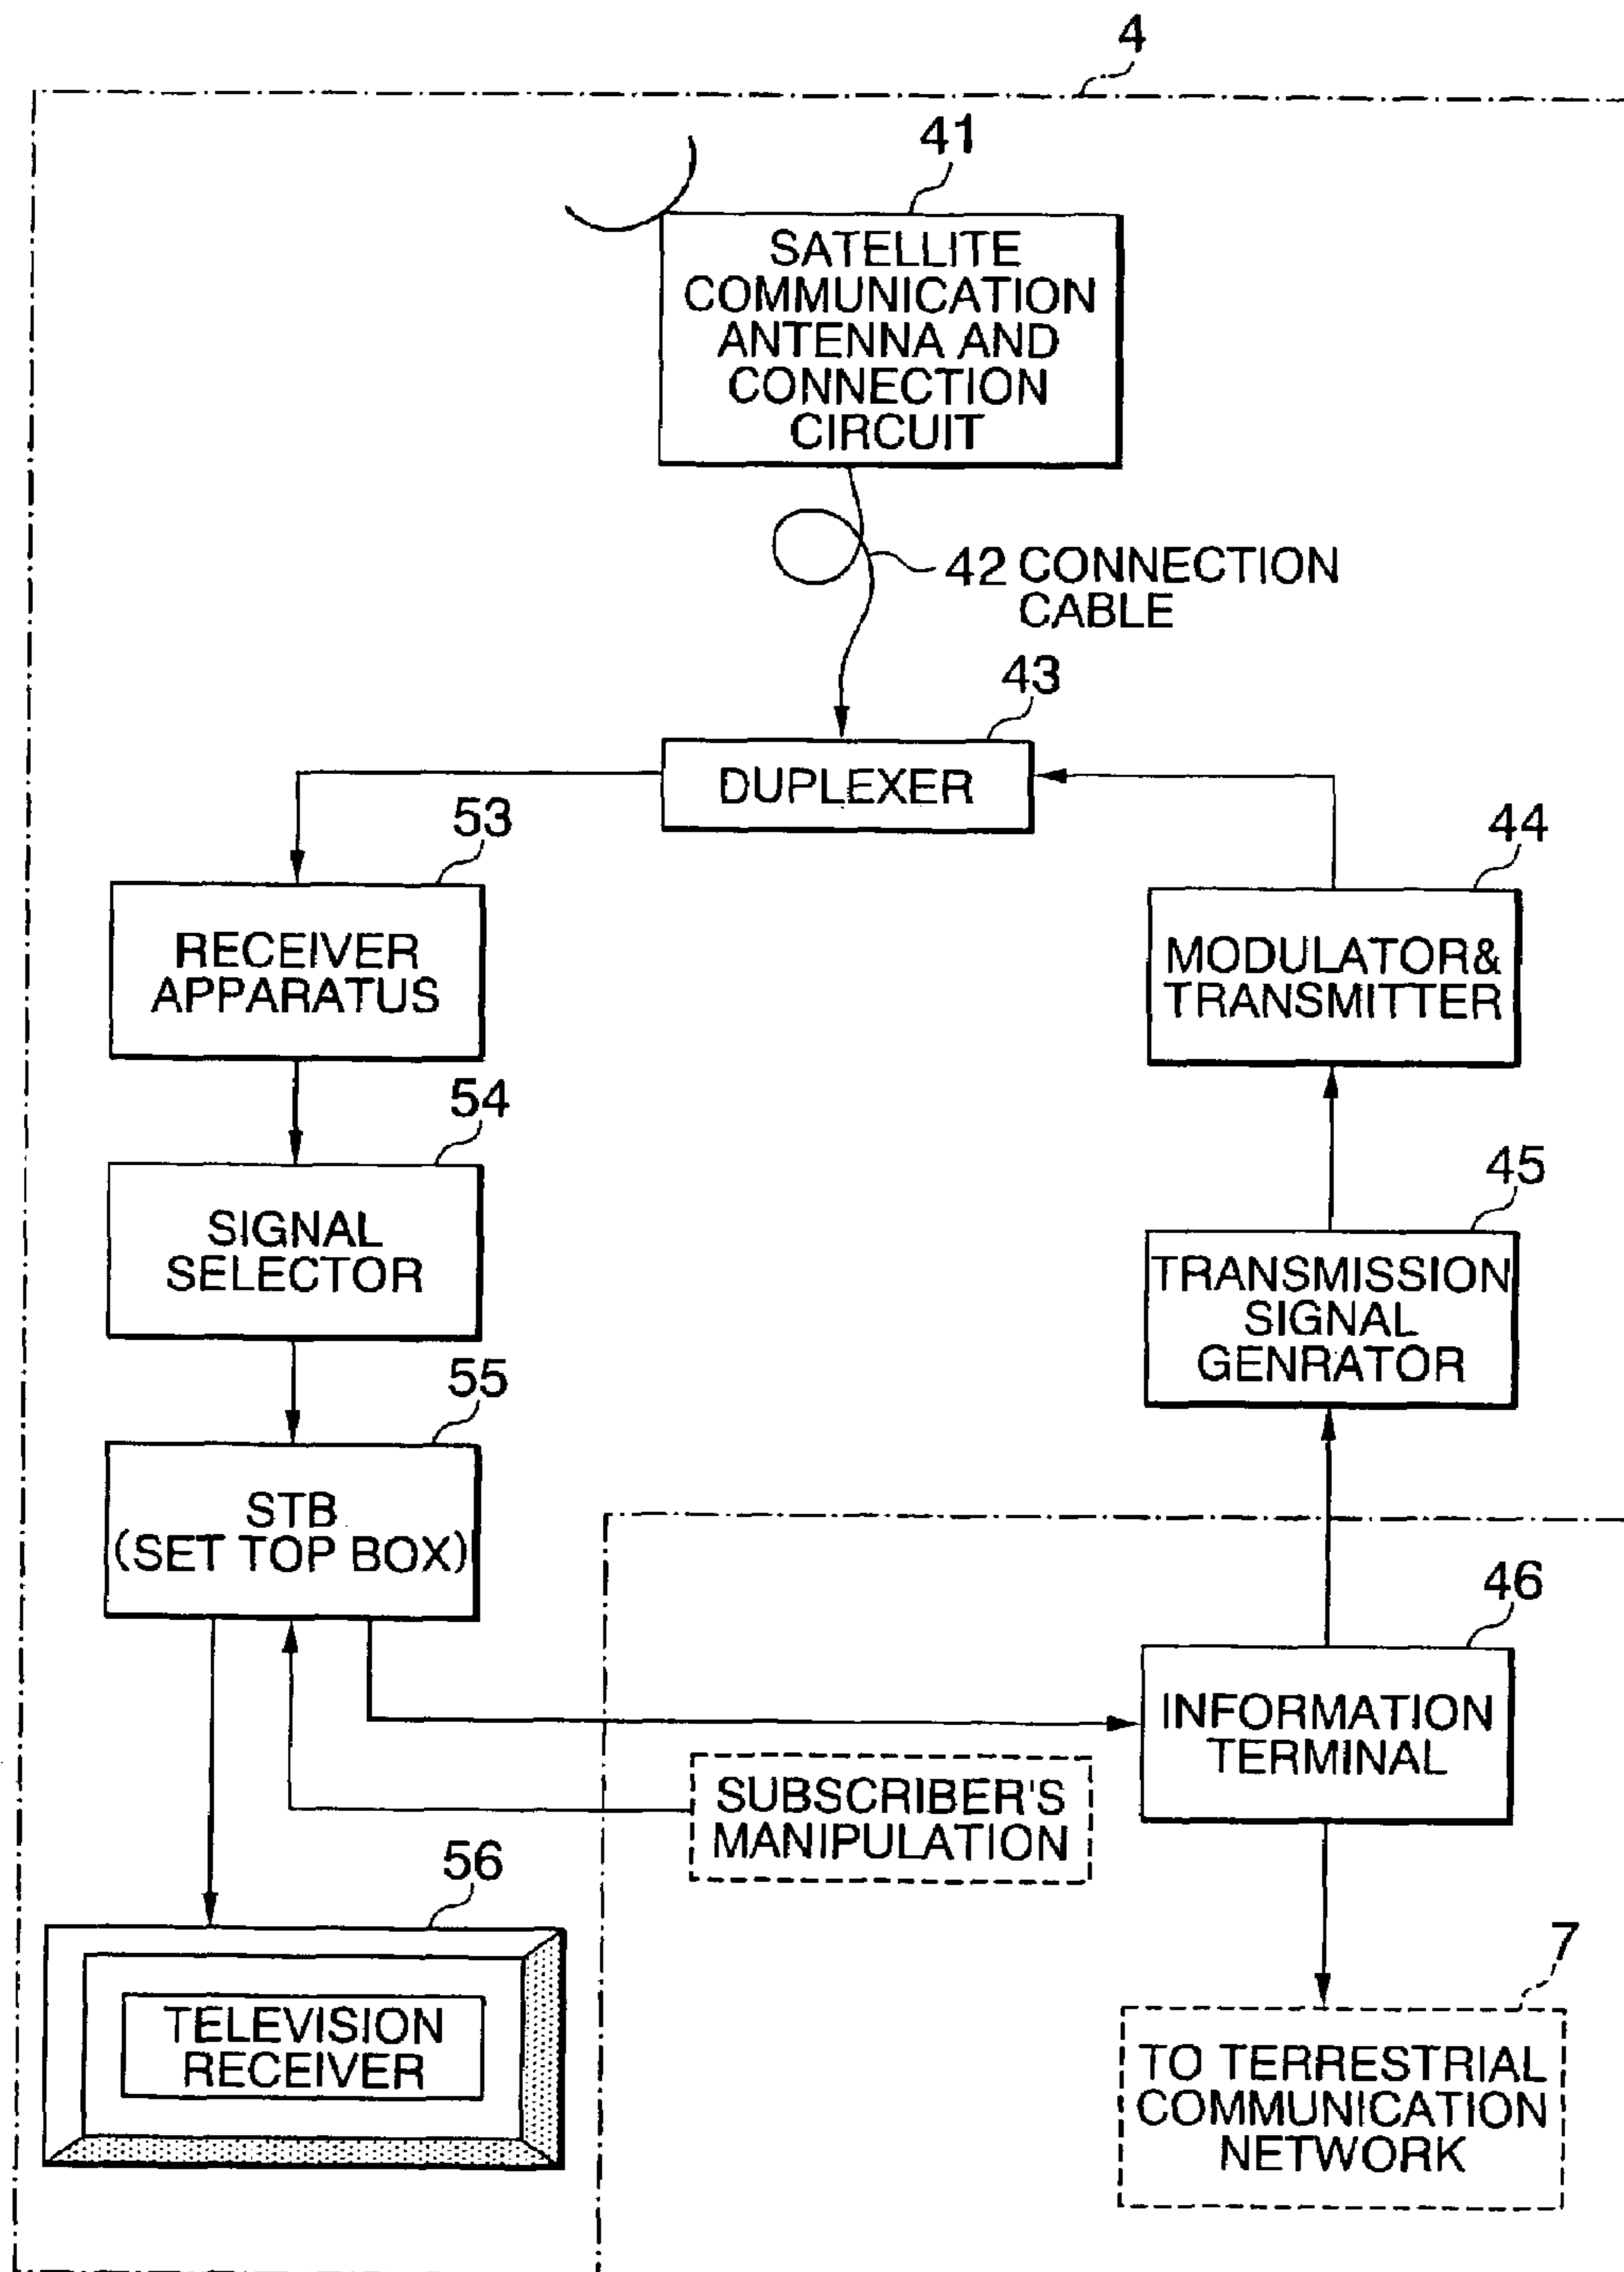 4
41
SATELLITE
COMMUNICATION
ANTENNA AND
CONNECTION
CIRCUIT
42 CONNECTION
CABLE
43
DUPLEXER
53
RECEIVER
APPARATUS
44
MODULATOR&
TRANSMITTER
54
SIGNAL
SELECTOR
45
TRANSMISSION
SIGNAL
GENRATOR
55
STB
(SET TOP BOX)
46
INFORMATION
TERMINAL
SUBSCRIBER'S
MANIPULATION
56
TELEVISION
RECEIVER
7
TO TERRESTRIAL
COMMUNICATION
NETWORK